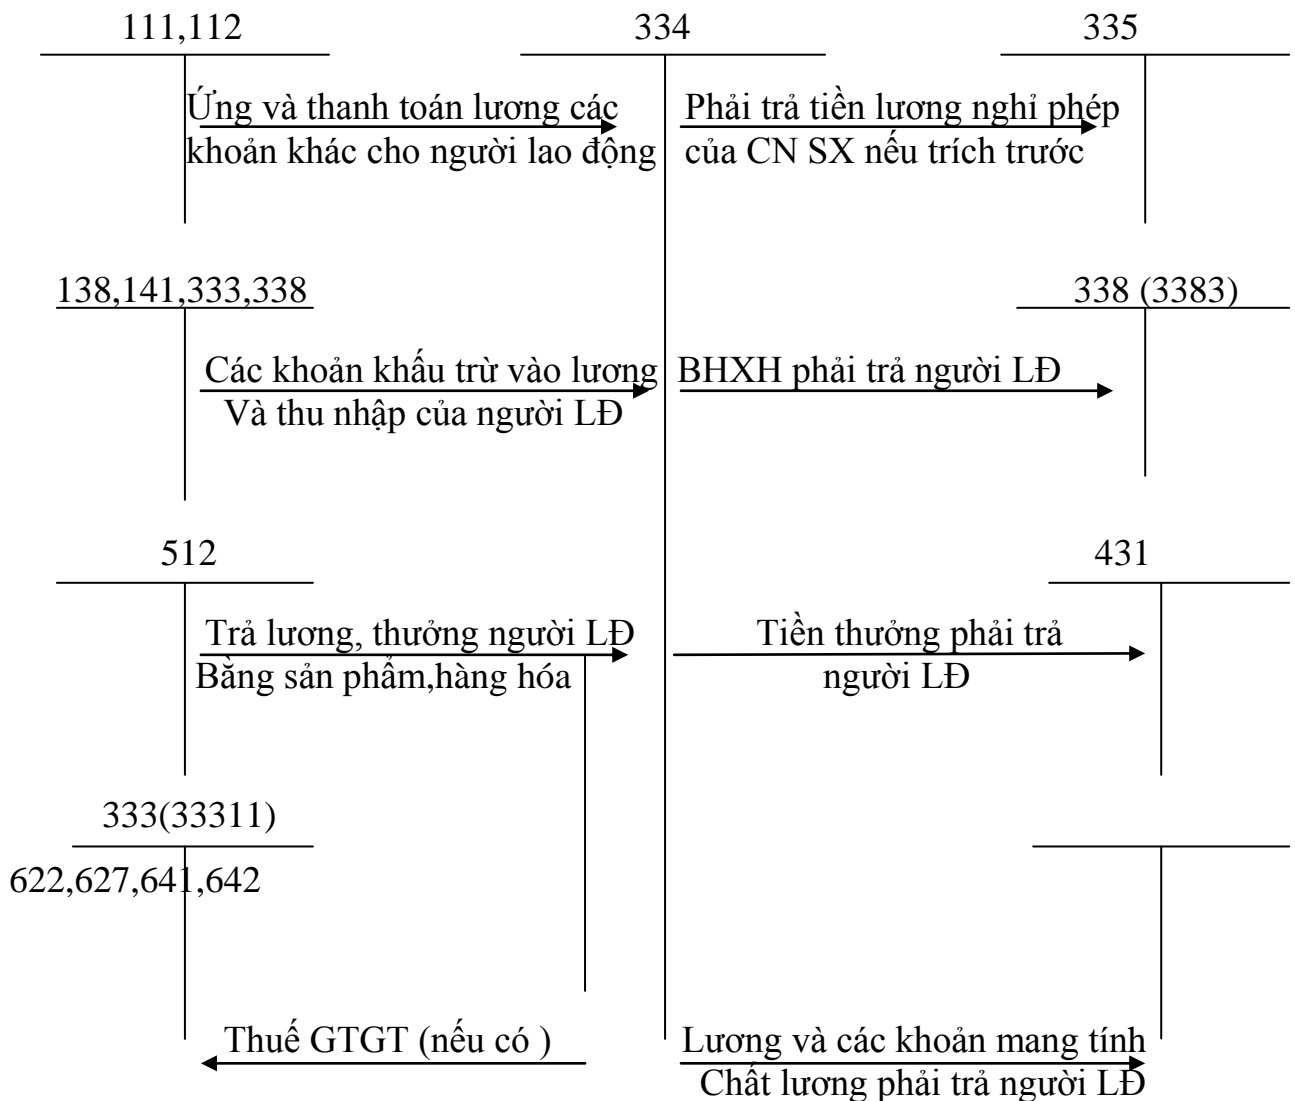 111,112
334
335
Ứng và thanh toán lương các
khoản khác cho người lao động
Phải trả tiền lương nghỉ phép
của CN SX nếu trích trước
138,141,333,338
338 (3383)
Các khoản khấu trừ vào lương
Và thu nhập của người LĐ
BHXH phải trả người LĐ
512
431
Trả lương, thưởng người LĐ
Bằng sản phẩm,hàng hóa
Tiền thưởng phải trả
người LĐ
333(33311)
622,627,641,642
Thuế GTGT (nếu có )
Lương và các khoản mang tính
Chất lương phải trả người LĐ